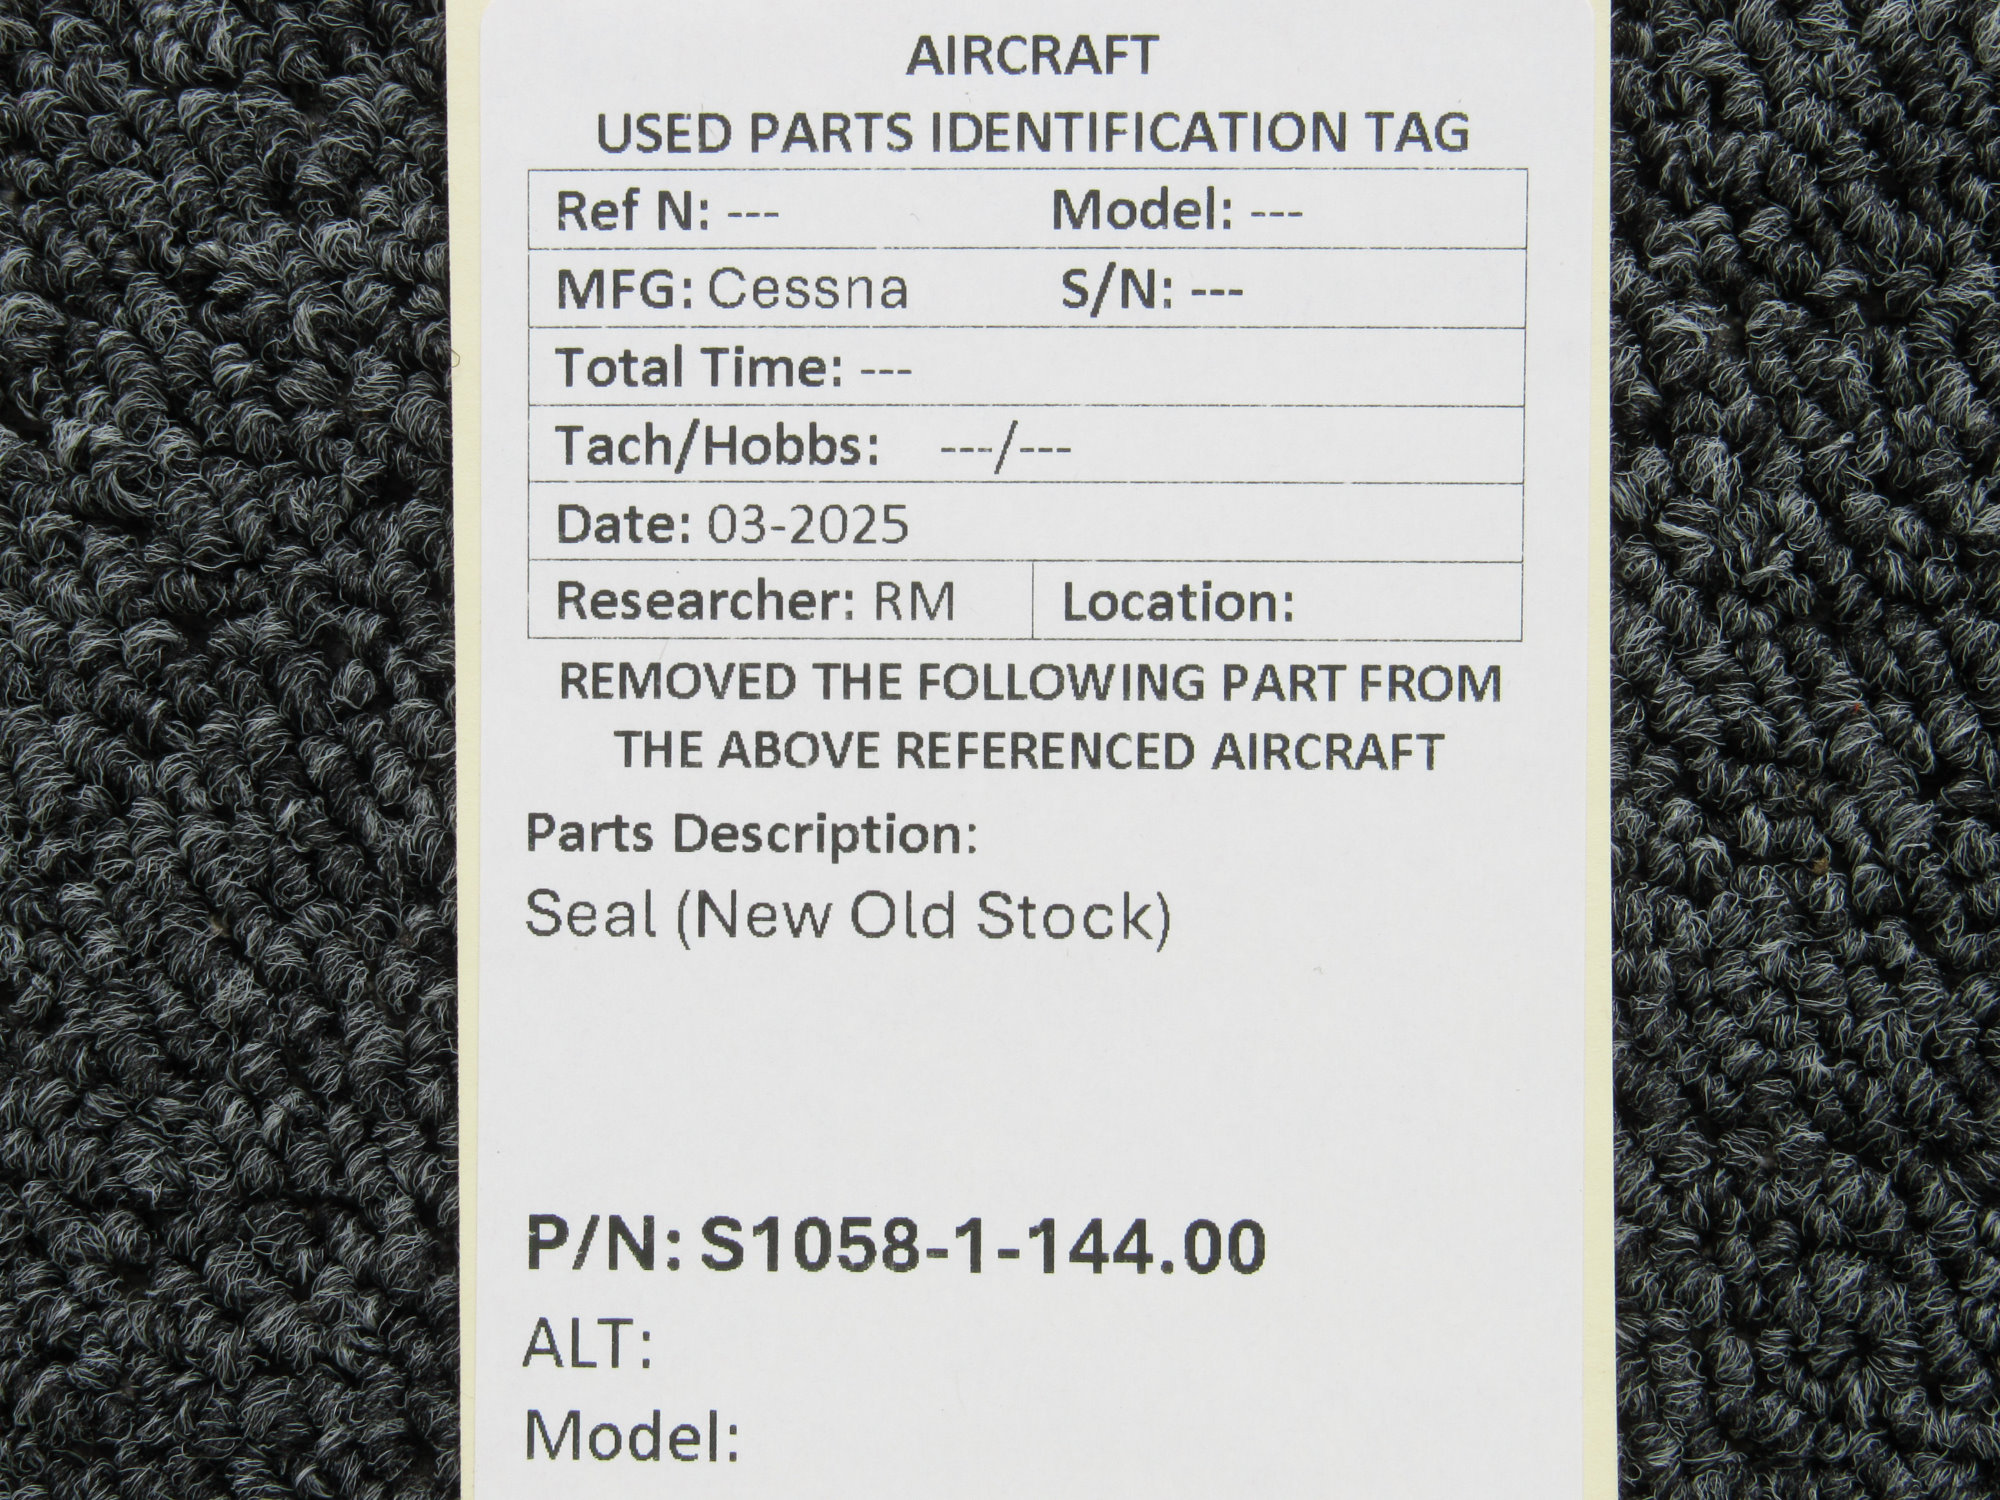 AIRCRAFT
USED PARTS IDENTIFICATION TAG
Ref N: --- Model: ---
MFG: Cessna S/N: ---
Total Time: ---
Tach/Hobbs: ---/---
Date: 03-2025
Researcher: RM Location:
REMOVED THE FOLLOWING PART FROM
THE ABOVE REFERENCED AIRCRAFT
Parts Description:
Seal (New Old Stock)
P/N: S1058-1-144.00
ALT:
Model: